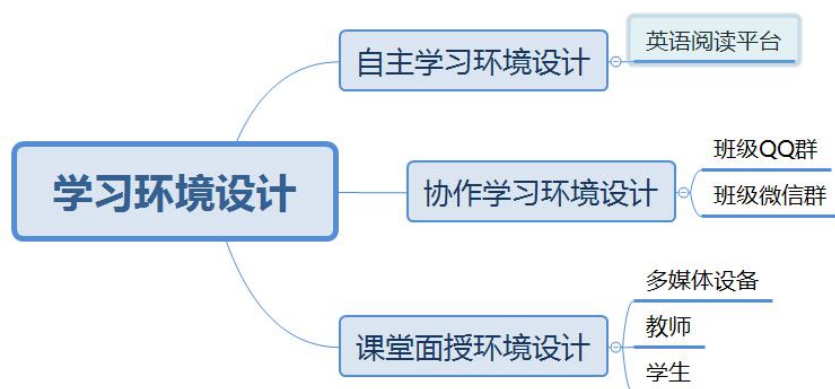 自主学习环境设计
英语阅读平台
学习环境设计
协作学习环境设计
班级QQ群
班级微信群
课堂面授环境设计
多媒体设备
教师
学生